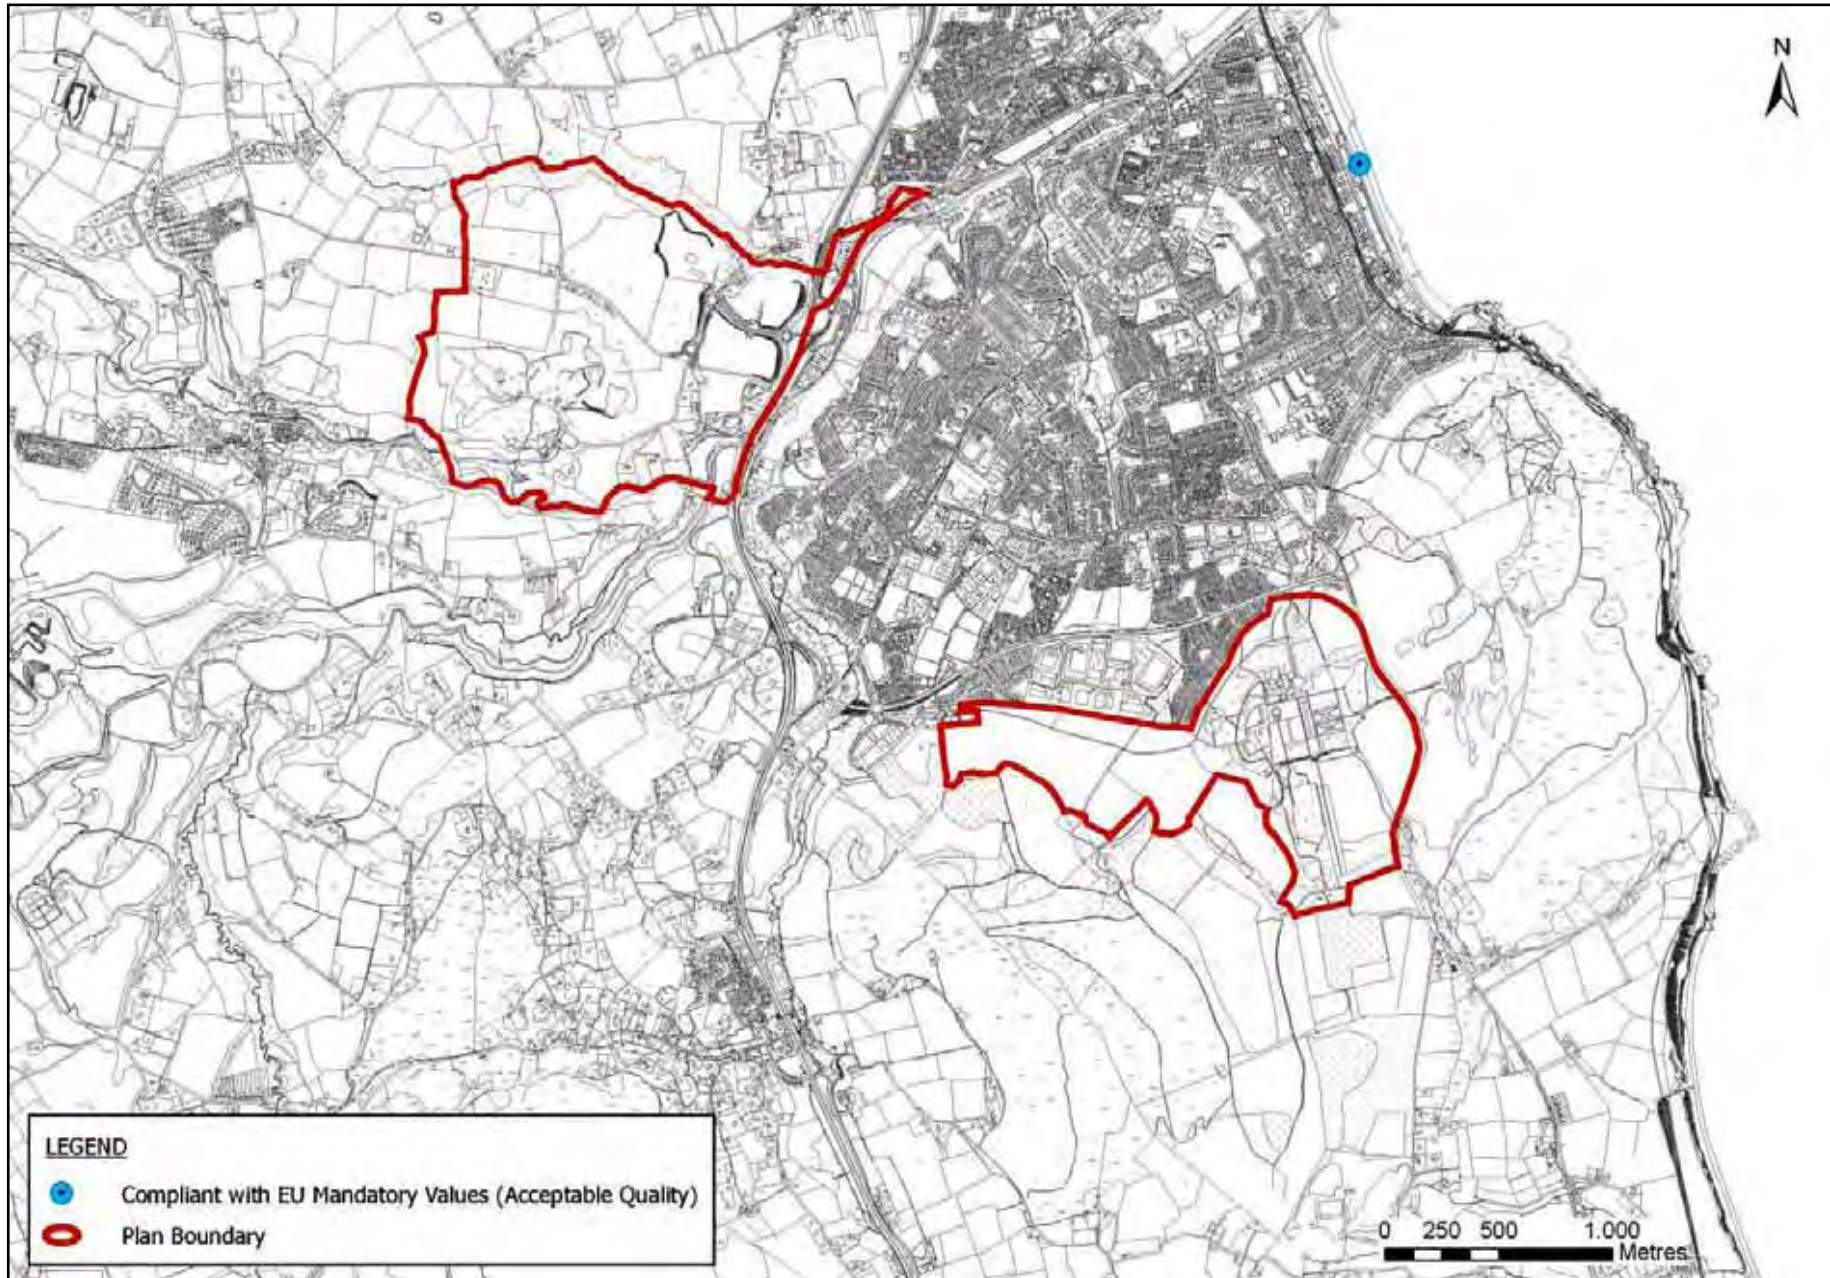 N
LEGEND
Compliant with EU Mandatory Values (Acceptable Quality)
Plan Boundary
0 250 500 1.000
Metres